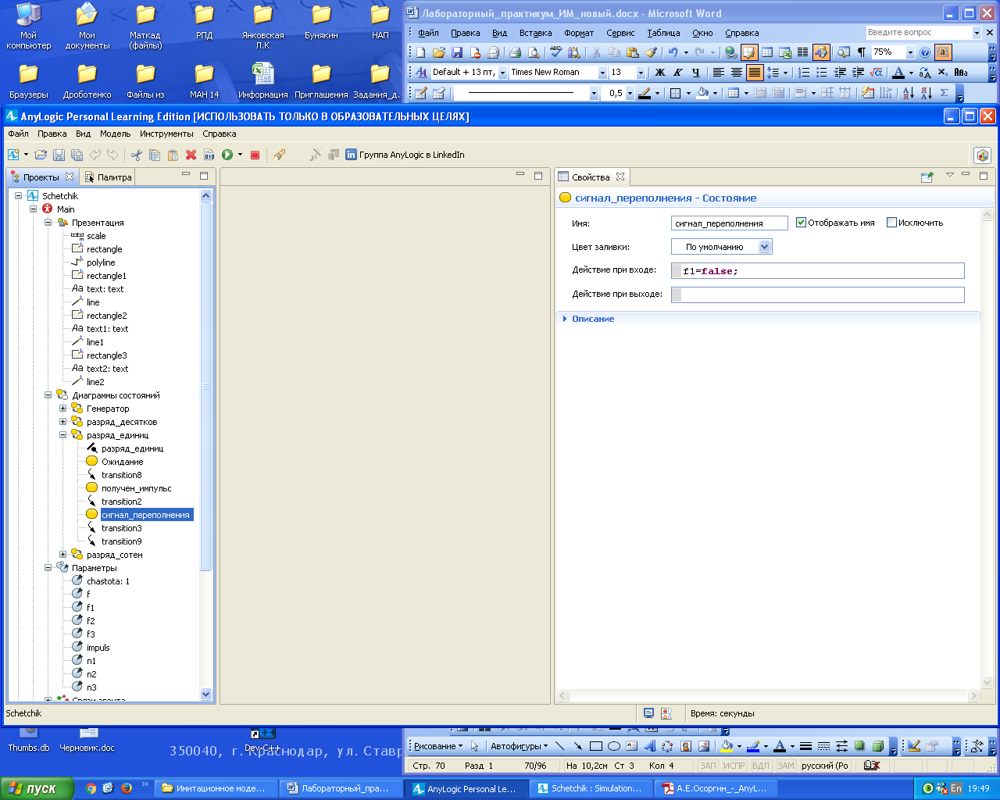 Мой компьютер
Мои документы
Маткад (файлы)
РПД
Янковская Л.К
Бунякин
НАП
Браузеры
Дроботенко
Файлы из
МАН 14
Информация
Приглашения
Задания_д.
Лабораторный_практикум_ИМ_новый.docx - Microsoft Word
Файл Правка Вид Вставка Формат Сервис Таблица Окно Справка
Введите вопрос
75%
Default + 13 пт, Times New Roman 13 Ж К Ч
0,5
AnyLogic Personal Learning Edition [ИСПОЛЬЗОВАТЬ ТОЛЬКО В ОБРАЗОВАТЕЛЬНЫХ ЦЕЛЯХ]
Файл Правка Вид Модель Инструменты Справка
Группа AnyLogic в LinkedIn
Проекты Палитра
Schetchik
Main
Презентация
scale
rectangle
polyline
rectangle1
text: text
line
rectangle2
text1: text
line1
rectangle3
text2: text
line2
Диаграммы состояний
Генератор
разряд_десятков
разряд_единиц
разряд_единиц
Ожидание
transition8
получен_импульс
transition2
сигнал_переполнения
transition3
transition9
разряд_сотен
Параметры
chastota: 1
f
f1
f2
f3
impuls
n1
n2
n3
Связи агента
Свойства
сигнал_переполнения - Состояние
Имя: сигнал_переполнения Отображать имя Исключить
Цвет заливки: По умолчанию
Действие при входе: f1=false;
Действие при выходе:
Описание
Schetchik
Время: секунды
Thumbs.db
Черновик.doc
Dev-C++
350040, г. Краснодар, ул. Ставр
Рисование Автофигуры
Стр. 70 Разд 1 70/96 На 10,2см Ст 3 Кол 4 ЗАП ИСПР ВДЛ ЗАМ русский (Ро
пуск
Имитационное моде...
Лабораторный_пра...
AnyLogic Personal Le...
Schetchik : Simulation...
А.Е.Осоргин_-_AnyL...
En 19:49